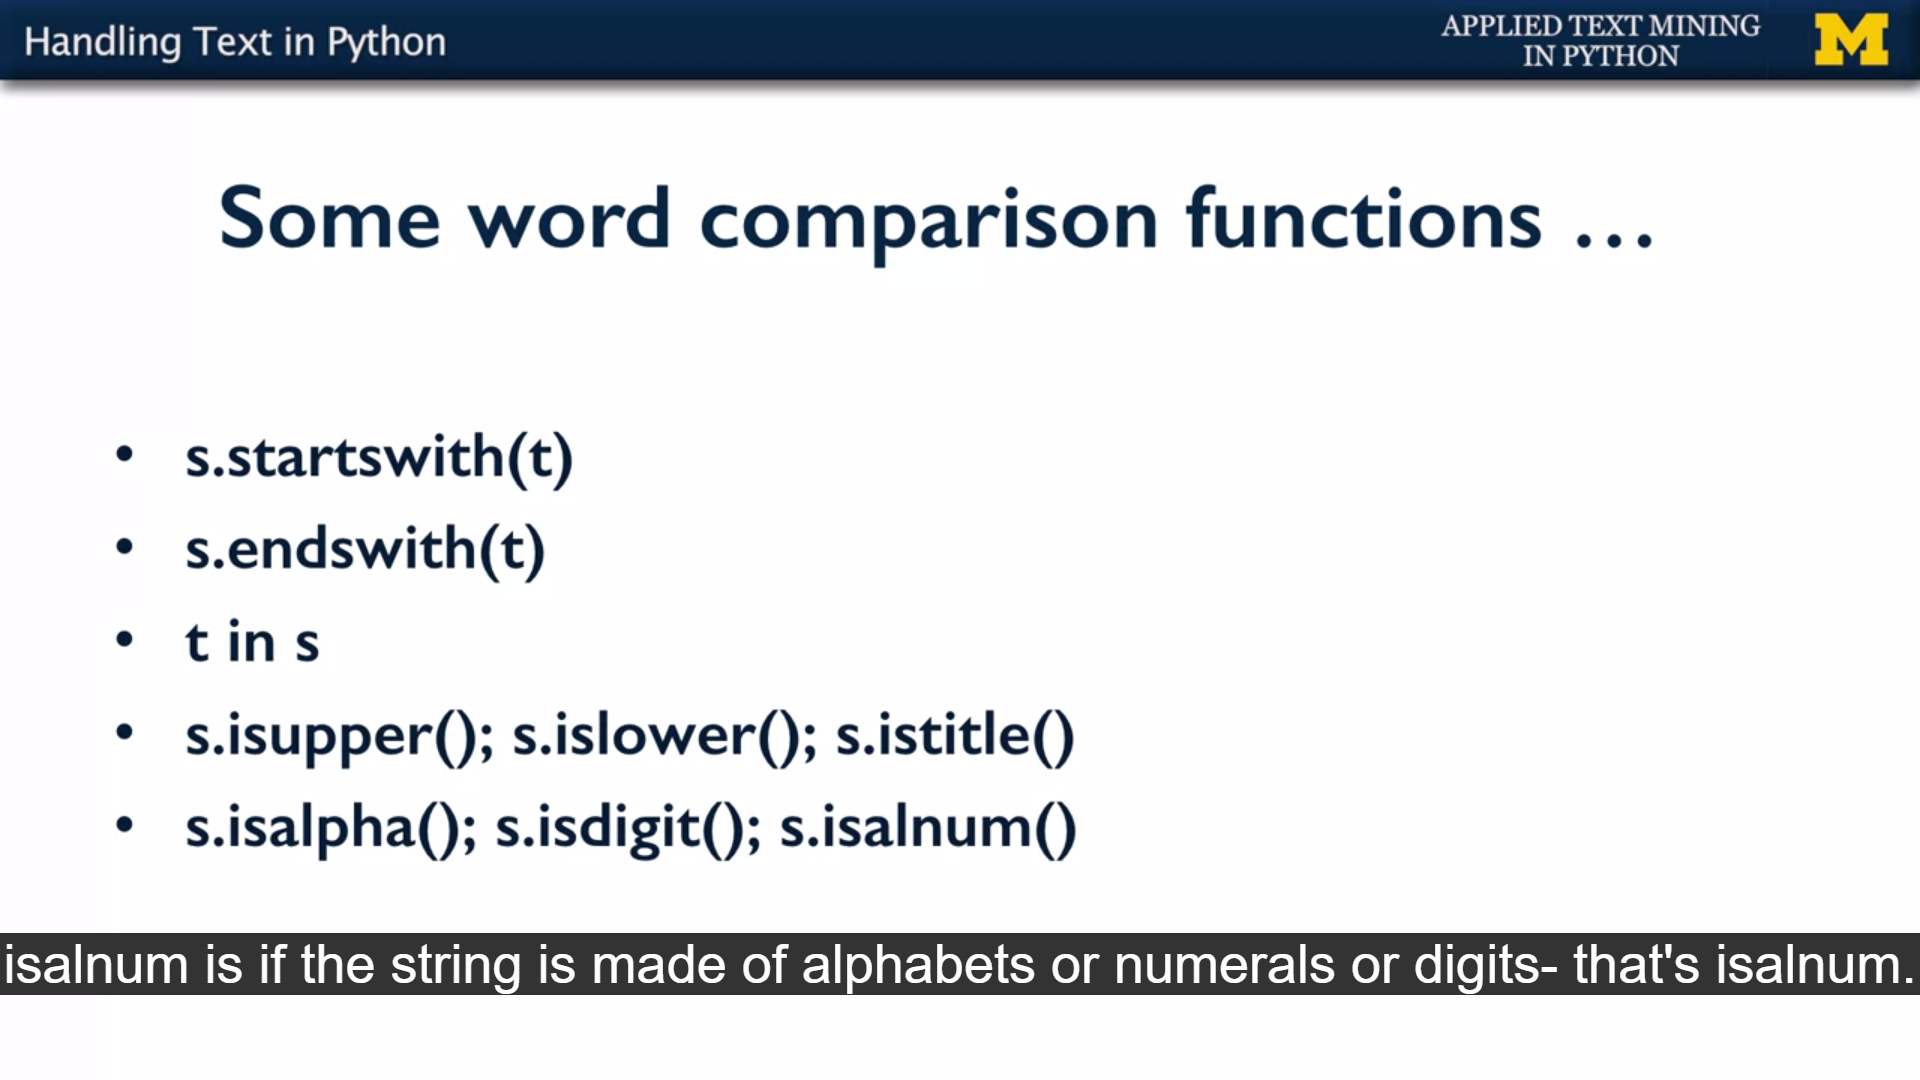 Handling Text in Python
APPLIED TEXT MINING
IN PYTHON
M
Some word comparison functions …
• s.startswith(t)
• s.endswith(t)
• t in s
• s.isupper(); s.islower(); s.istitle()
• s.isalpha(); s.isdigit(); s.isalnum()
isalnum is if the string is made of alphabets or numerals or digits- that's isalnum.